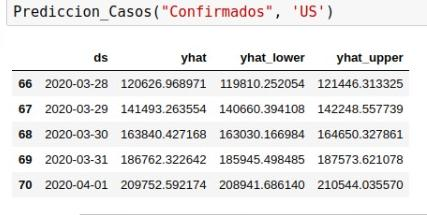 Prediccion_Casos("Confirmados", 'US')
ds yhat yhat_lower yhat_upper
66 2020-03-28 120626.968971 119810.252054 121446.313325
67 2020-03-29 141493.263554 140660.394108 142248.557739
68 2020-03-30 163840.427168 163030.166984 164650.327861
69 2020-03-31 186762.322642 185945.498485 187573.621078
70 2020-04-01 209752.592174 208941.686140 210544.035570